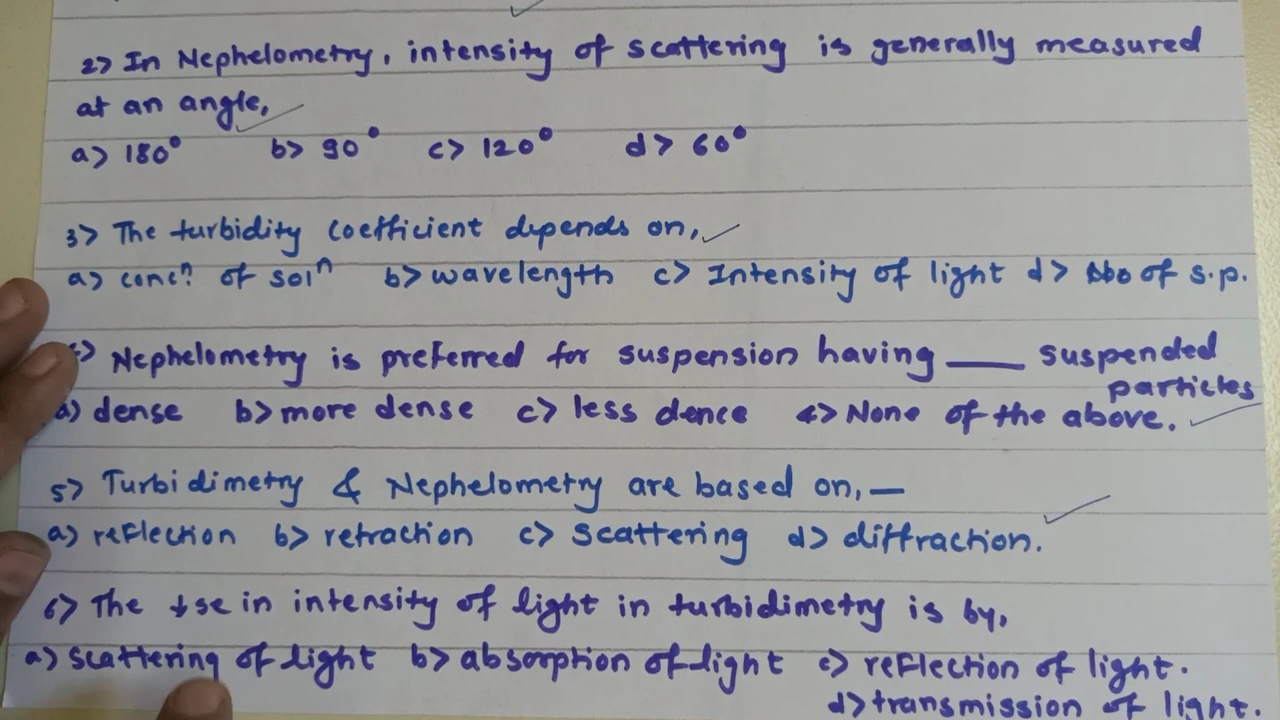 2> In Nephelometry, intensity of scattering is generally measured
at an angle,
a> 180° b> 90° c> 120° d> 60°
3> The turbidity coefficient depends on,
a> concn of soln b> wavelength c> Intensity of light d> of s.p.
> Nephelometry is preferred for suspension having ___ suspended
particles
a> dense b> more dense c> less dence d> None of the above.
5> Turbidimetry & Nephelometry are based on, —
a> reflection b> retraction c> scattering d> diffraction.
6> The ↓se in intensity of light in turbidimetry is by,
a> scattering of light b> absorption of light c> reflection of light.
d> transmission of light.